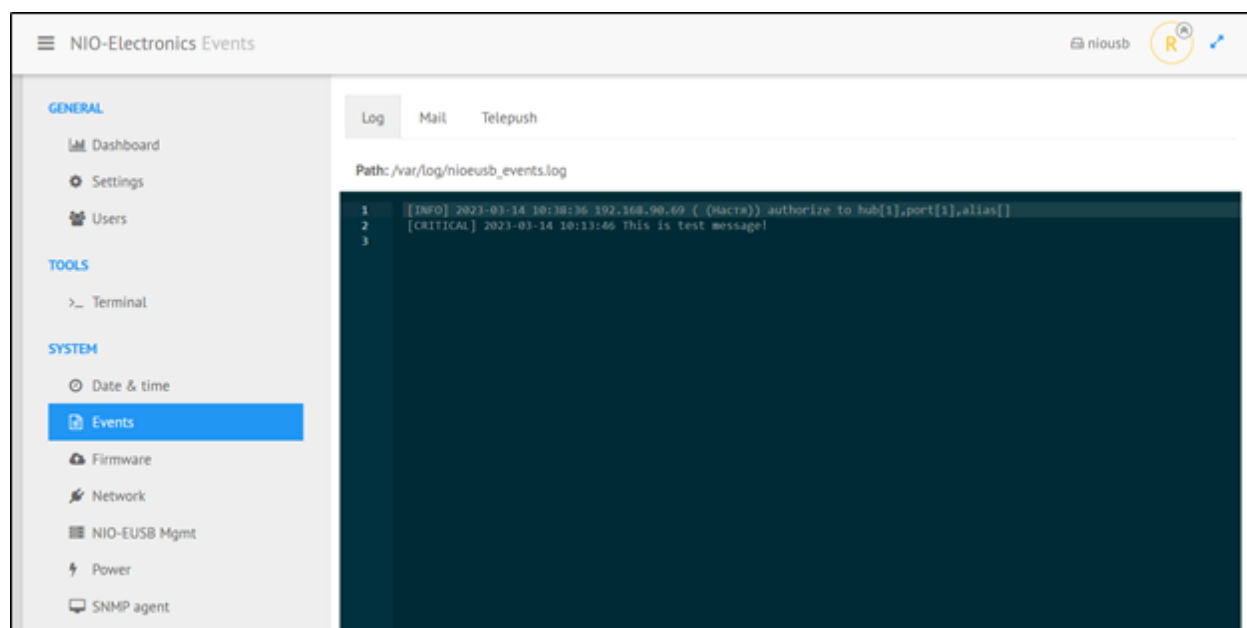 NIO-Electronics Events
niousb
R
GENERAL
Dashboard
Settings
Users
TOOLS
>_ Terminal
SYSTEM
Date & time
Events
Firmware
Network
NIO-EUSB Mgmt
Power
SNMP agent
Log Mail Telepush
Path: /var/log/nioeusb_events.log
1 [INFO] 2023-03-14 10:38:36 192.168.90.69 ( (Настя)) authorize to hub[1],port[1],alias[]
2 [CRITICAL] 2023-03-14 10:13:46 This is test message!
3